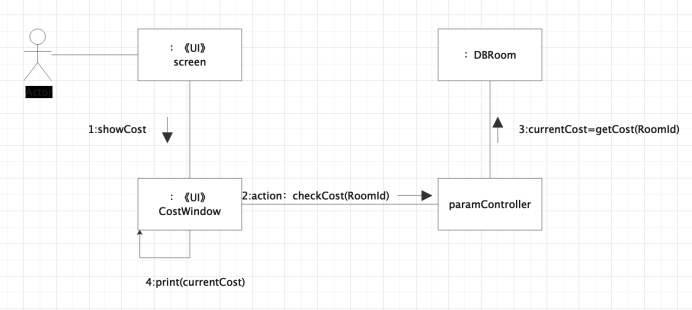 ： 《UI》
screen
： DBRoom
Actor
1:showCost
3:currentCost=getCost(RoomId)
： 《UI》
CostWindow
2:action：checkCost(RoomId)
paramController
4:print(currentCost)